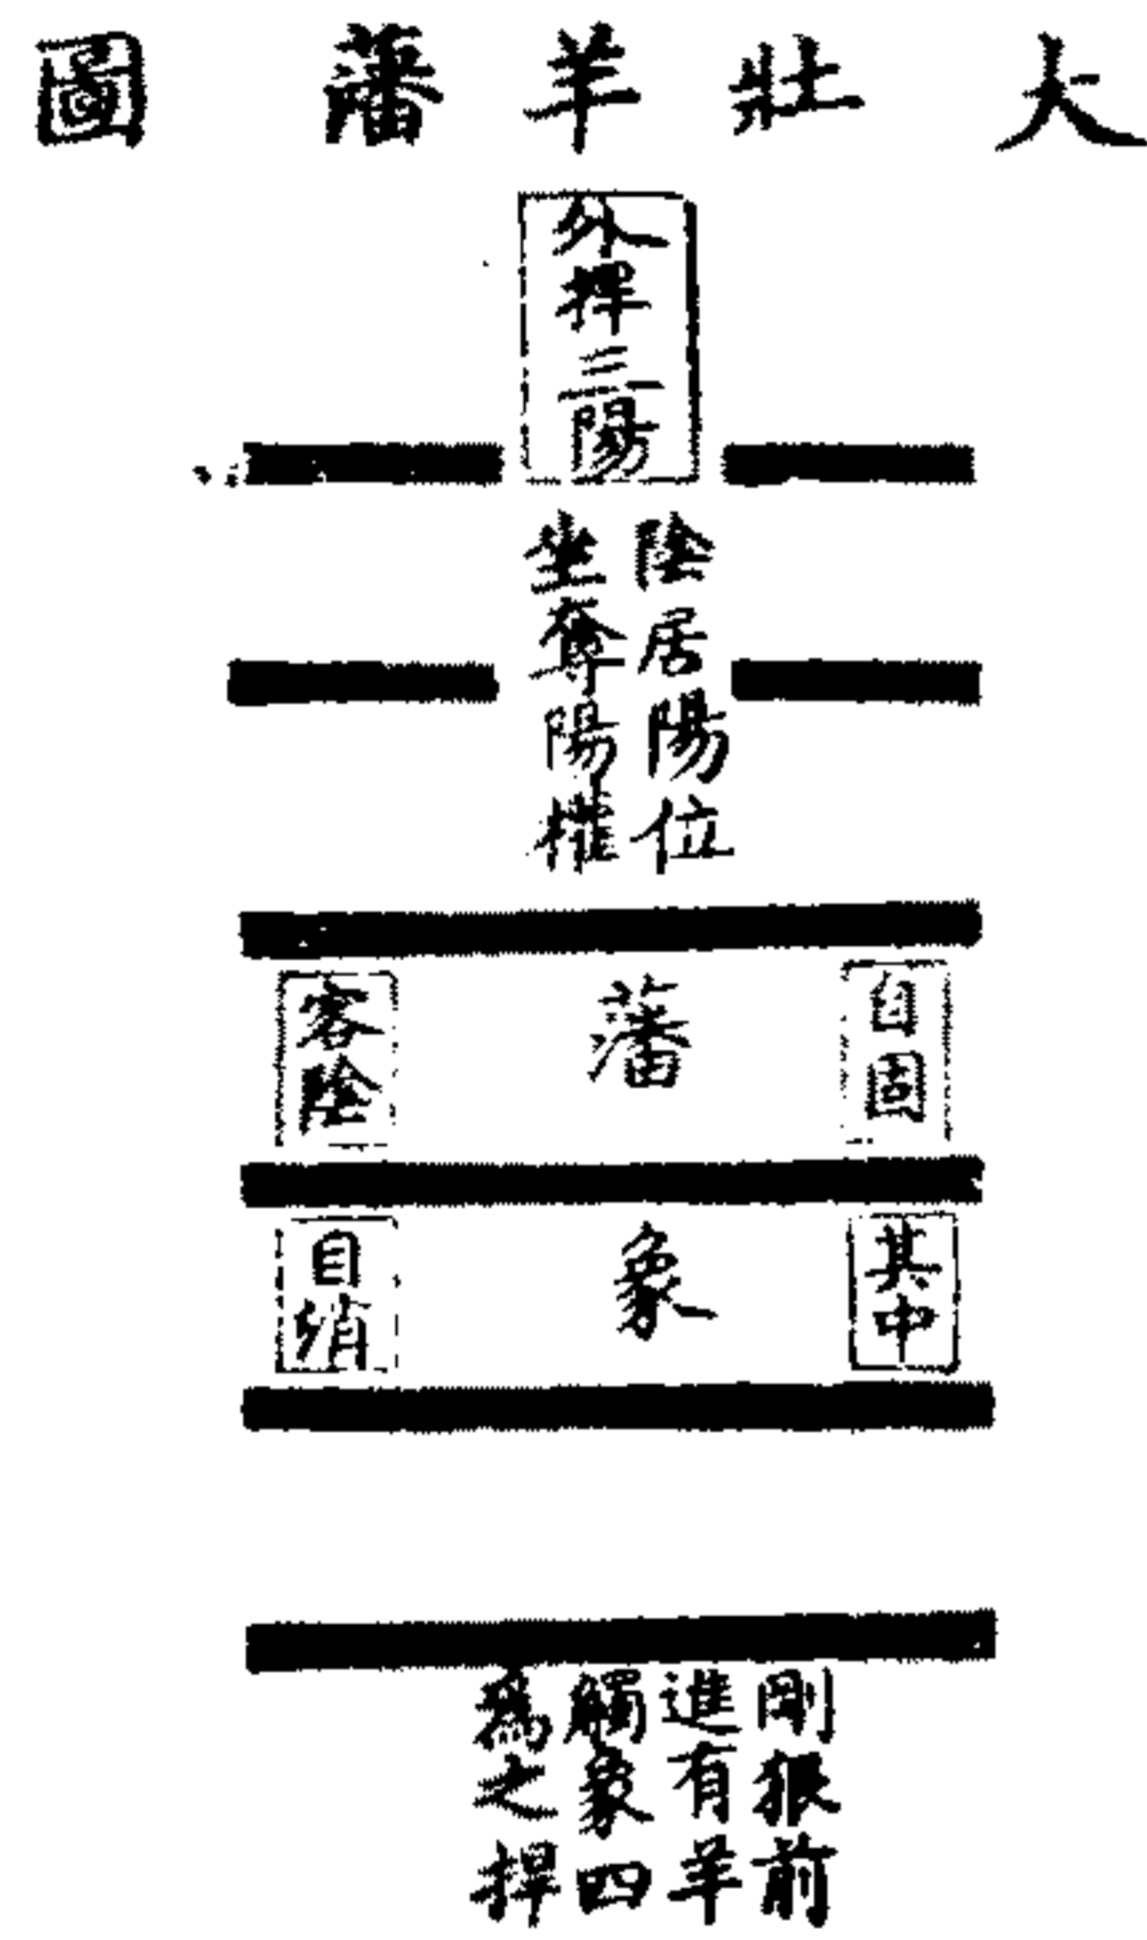 大壯羊藩圖
外捍三陽
陰居陽位
坐奪陽權
自固
藩
客陰
其中
象
自綃
剛狠前
進有羊
觸象四
爲之捍